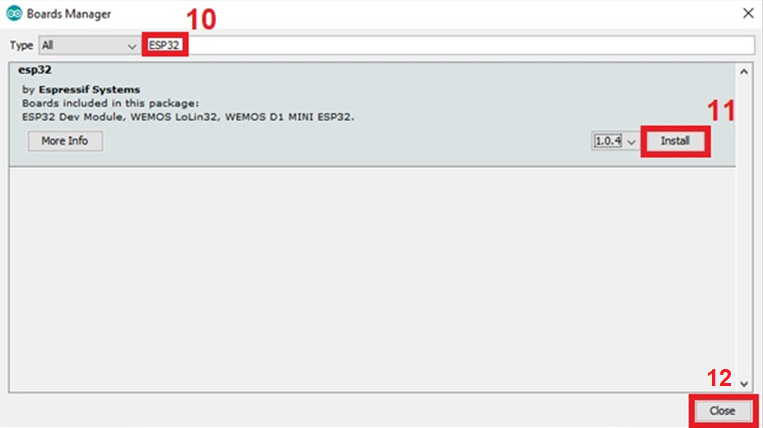 Boards Manager
10
Type All ESP32
esp32
by Espressif Systems
Boards included in this package:
ESP32 Dev Module, WEMOS LoLin32, WEMOS D1 MINI ESP32.
11
More Info 1.0.4 Install
12
Close